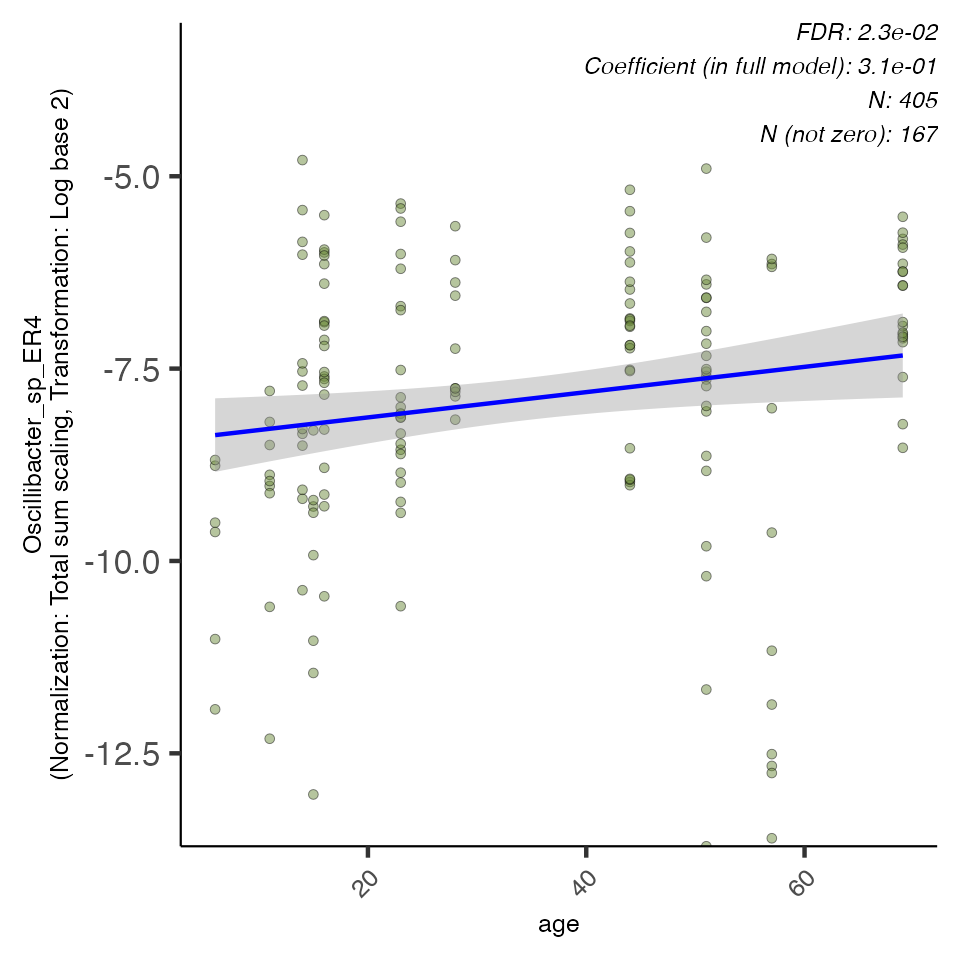 FDR: 2.3e-02
Coefficient (in full model): 3.1e-01
N: 405
N (not zero): 167
Oscillibacter_sp_ER4
(Normalization: Total sum scaling, Transformation: Log base 2)
-5.0
-7.5
-10.0
-12.5
20
40
60
age